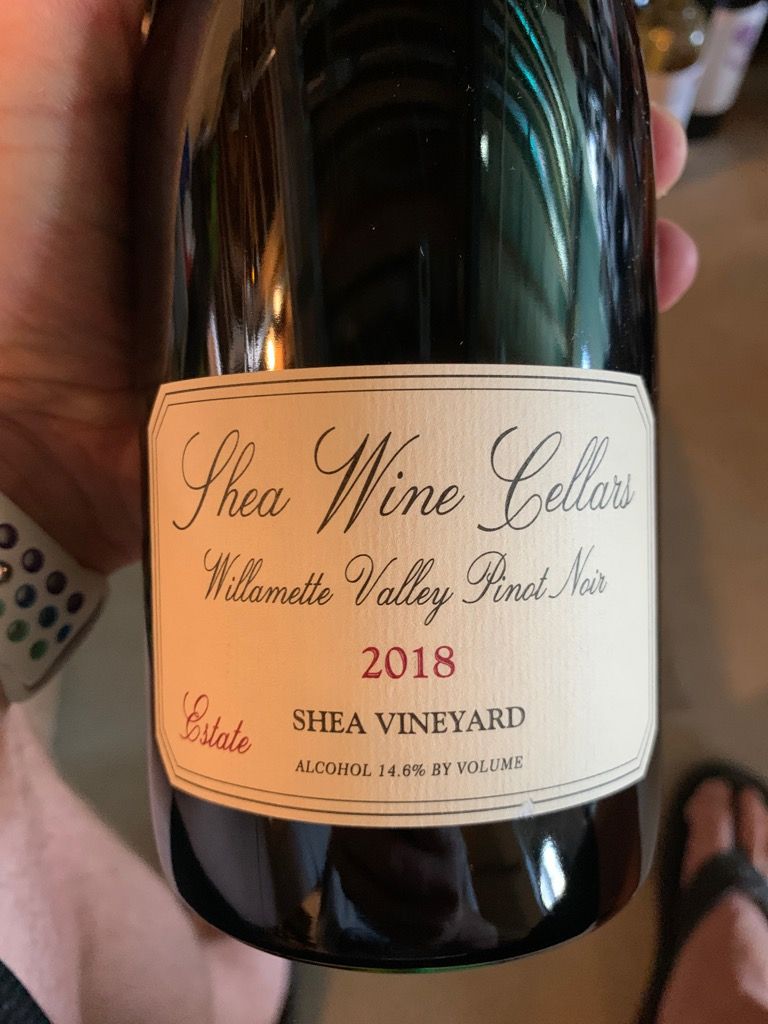 Shea Wine Cellars
Willamette Valley Pinot Noir
2018
Estate
SHEA VINEYARD
ALCOHOL 14.6% BY VOLUME